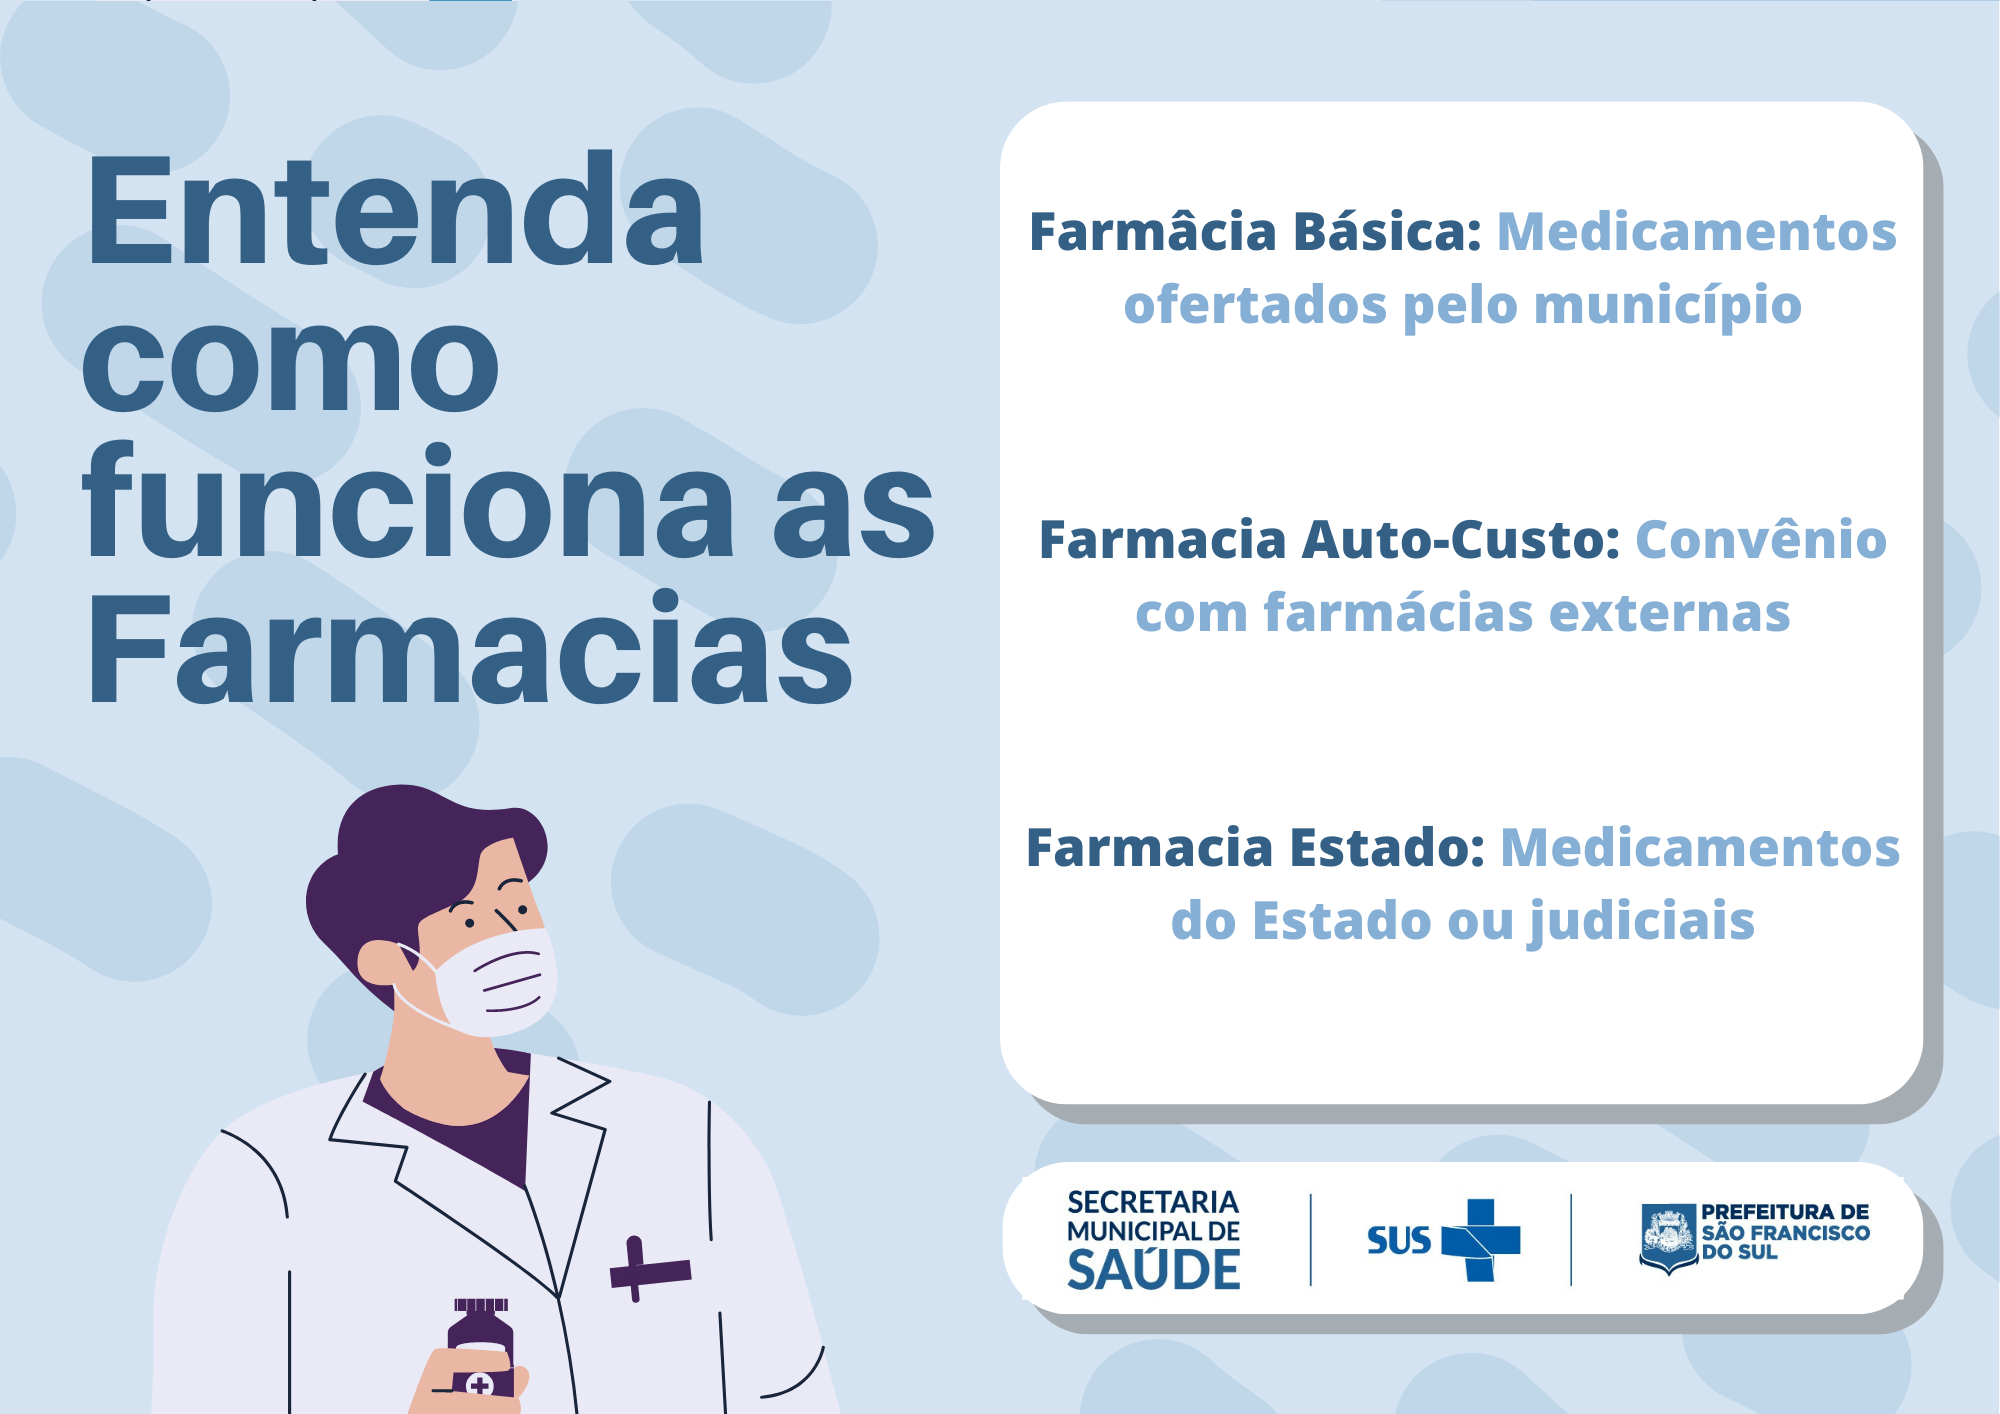 Entenda
como
funciona as
Farmacias
Farmâcia Básica: Medicamentos
ofertados pelo município
Farmacia Auto-Custo: Convênio
com farmácias externas
Farmacia Estado: Medicamentos
do Estado ou judiciais
SECRETARIA
MUNICIPAL DE
SAÚDE
SUS
PREFEITURA DE
SÃO FRANCISCO
DO SUL